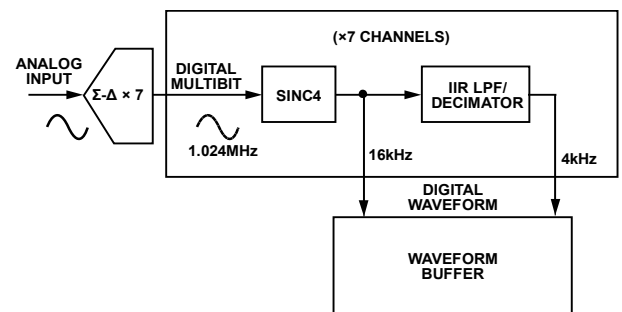 (×7 CHANNELS)
ANALOG
INPUT
Σ-Δ × 7
DIGITAL
MULTIBIT
1.024MHz
SINC4
IIR LPF/
DECIMATOR
16kHz
4kHz
DIGITAL
WAVEFORM
WAVEFORM
BUFFER